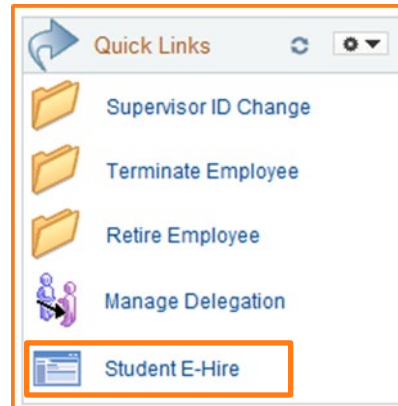 Quick Links
Supervisor ID Change
Terminate Employee
Retire Employee
Manage Delegation
Student E-Hire